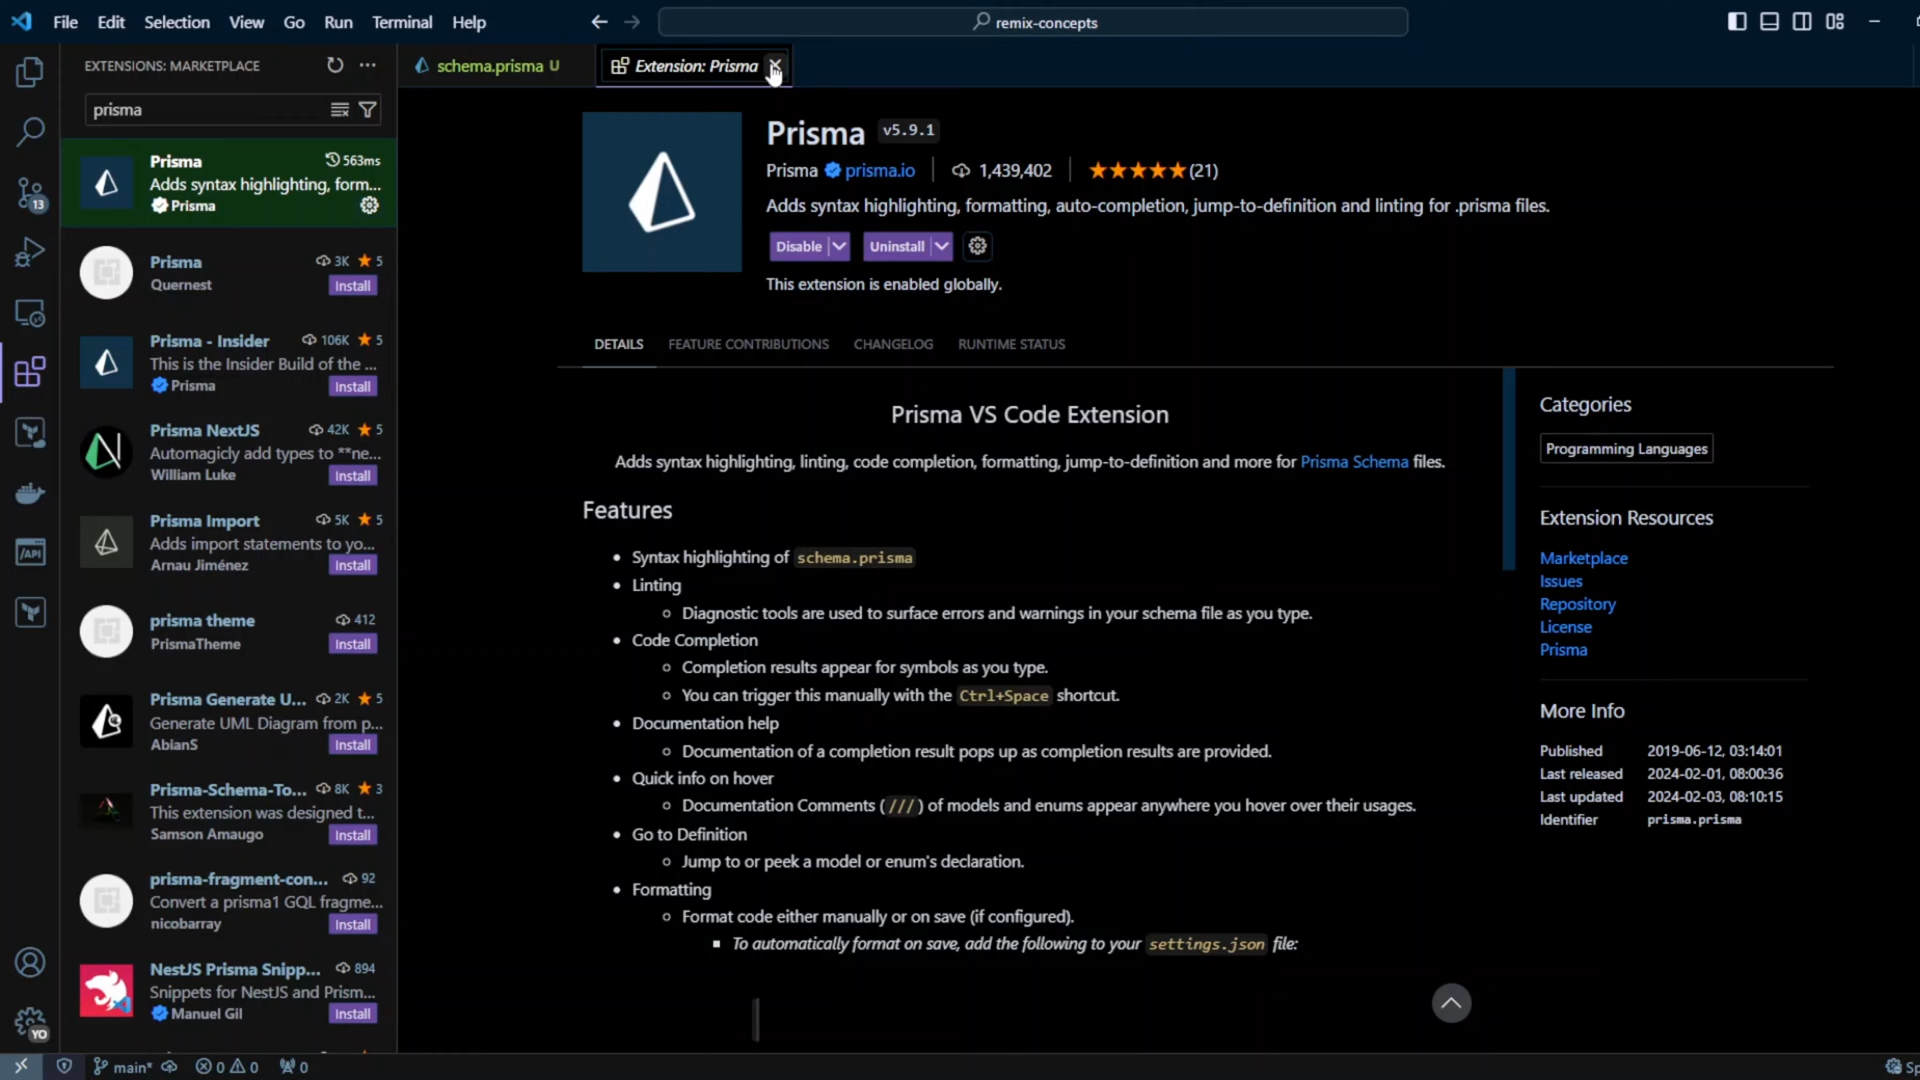 File Edit Selection View Go Run Terminal Help
remix-concepts
EXTENSIONS: MARKETPLACE
prisma
Prisma 563ms
Adds syntax highlighting, form...
Prisma
Prisma 3K 5
Quernest Install
Prisma - Insider 106K 5
This is the Insider Build of the ...
Prisma Install
Prisma NextJS 42K 5
Automagicly add types to **ne...
William Luke Install
Prisma Import 5K 5
Adds import statements to yo...
Arnau Jiménez Install
prisma theme 412
PrismaTheme Install
Prisma Generate U... 2K 5
Generate UML Diagram from p...
AbianS Install
Prisma-Schema-To... 8K 3
This extension was designed t...
Samson Amaugo Install
prisma-fragment-con... 92
Convert a prisma1 GQL fragme...
nicobarray Install
NestJS Prisma Snipp... 894
Snippets for NestJS and Prism...
Manuel Gil Install
13
/API
YO
schema.prisma U
Extension: Prisma
Prisma v5.9.1
Prisma prisma.io 1,439,402 (21)
Adds syntax highlighting, formatting, auto-completion, jump-to-definition and linting for .prisma files.
Disable Uninstall
This extension is enabled globally.
DETAILS FEATURE CONTRIBUTIONS CHANGELOG RUNTIME STATUS
Prisma VS Code Extension
Adds syntax highlighting, linting, code completion, formatting, jump-to-definition and more for Prisma Schema files.
Features
• Syntax highlighting of schema.prisma
• Linting
Diagnostic tools are used to surface errors and warnings in your schema file as you type.
• Code Completion
Completion results appear for symbols as you type.
You can trigger this manually with the Ctrl+Space shortcut.
• Documentation help
Documentation of a completion result pops up as completion results are provided.
• Quick info on hover
Documentation Comments (///) of models and enums appear anywhere you hover over their usages.
• Go to Definition
Jump to or peek a model or enum's declaration.
• Formatting
Format code either manually or on save (if configured).
To automatically format on save, add the following to your settings.json file:
Categories
Programming Languages
Extension Resources
Marketplace
Issues
Repository
License
Prisma
More Info
Published 2019-06-12, 03:14:01
Last released 2024-02-01, 08:00:36
Last updated 2024-02-03, 08:10:15
Identifier prisma.prisma
main* 0 0 0
Sp